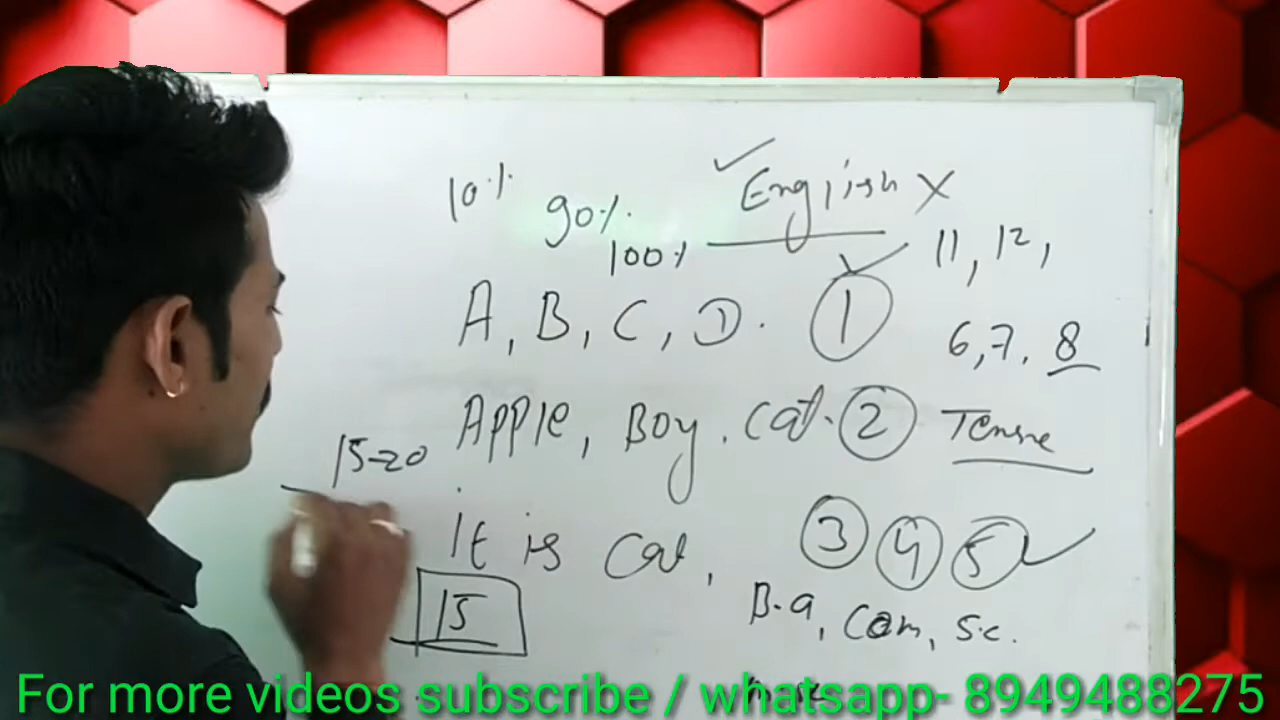 10% 90% English X
100% 11, 12,
A, B, C, D. 1
6, 7, 8
Apple, Boy, Cat. 2 Tense
15-20
It is Cat, 3 4 5
15 B.a, Com, S.c.
For more videos subscribe / whatsapp- 8949488275